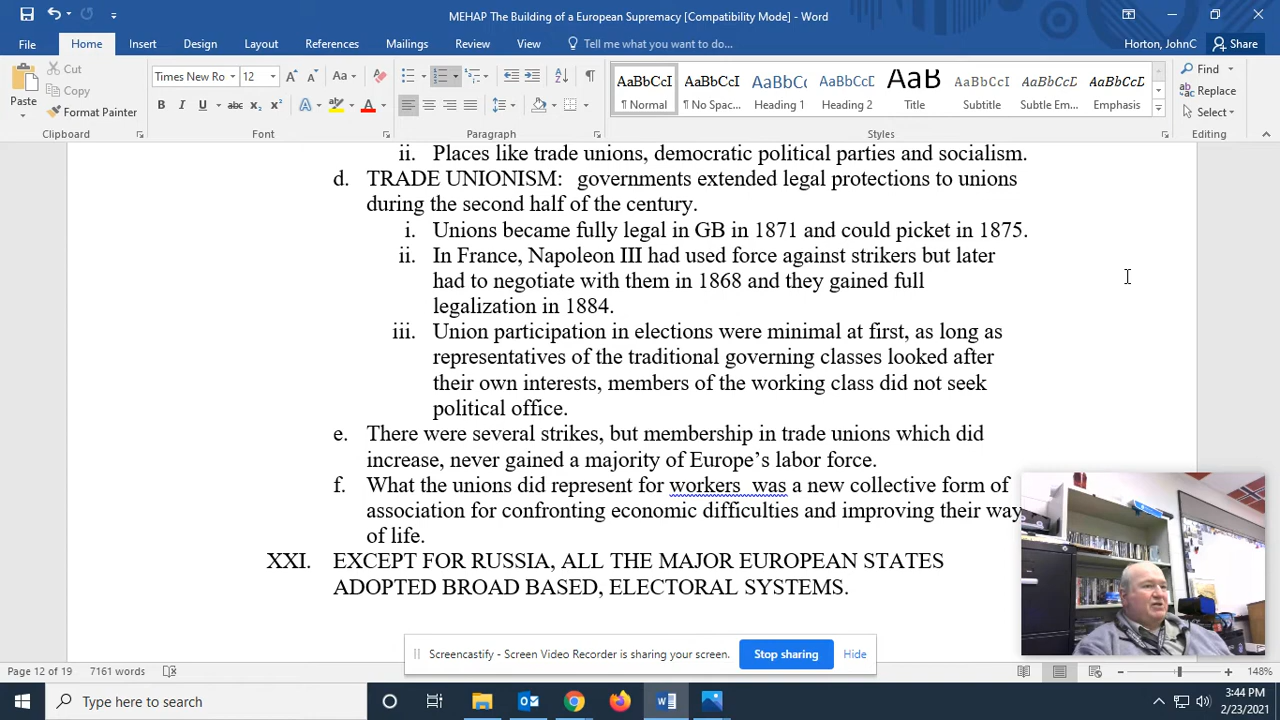 MEHAP The Building of a European Supremacy [Compatibility Mode] - Word
File Home Insert Design Layout References Mailings Review View Tell me what you want to do... Horton, JohnC Share
Cut
Copy
Format Painter
Paste
Clipboard
Times New Ro 12
Font
Paragraph
AaBbCcI AaBbCcI AaBbCc AaBbCcI AaB AaBbCcI AaBbCcI AaBbCcI
¶ Normal ¶ No Spac... Heading 1 Heading 2 Title Subtitle Subtle Em... Emphasis
Styles
Find
Replace
Select
Editing
ii. Places like trade unions, democratic political parties and socialism.
d. TRADE UNIONISM: governments extended legal protections to unions
during the second half of the century.
i. Unions became fully legal in GB in 1871 and could picket in 1875.
ii. In France, Napoleon III had used force against strikers but later
had to negotiate with them in 1868 and they gained full
legalization in 1884.
iii. Union participation in elections were minimal at first, as long as
representatives of the traditional governing classes looked after
their own interests, members of the working class did not seek
political office.
e. There were several strikes, but membership in trade unions which did
increase, never gained a majority of Europe's labor force.
f. What the unions did represent for workers was a new collective form of
association for confronting economic difficulties and improving their way
of life.
XXI. EXCEPT FOR RUSSIA, ALL THE MAJOR EUROPEAN STATES
ADOPTED BROAD BASED, ELECTORAL SYSTEMS.
Screencastify - Screen Video Recorder is sharing your screen. Stop sharing Hide
Page 12 of 19 7161 words 148%
Type here to search
3:44 PM
2/23/2021